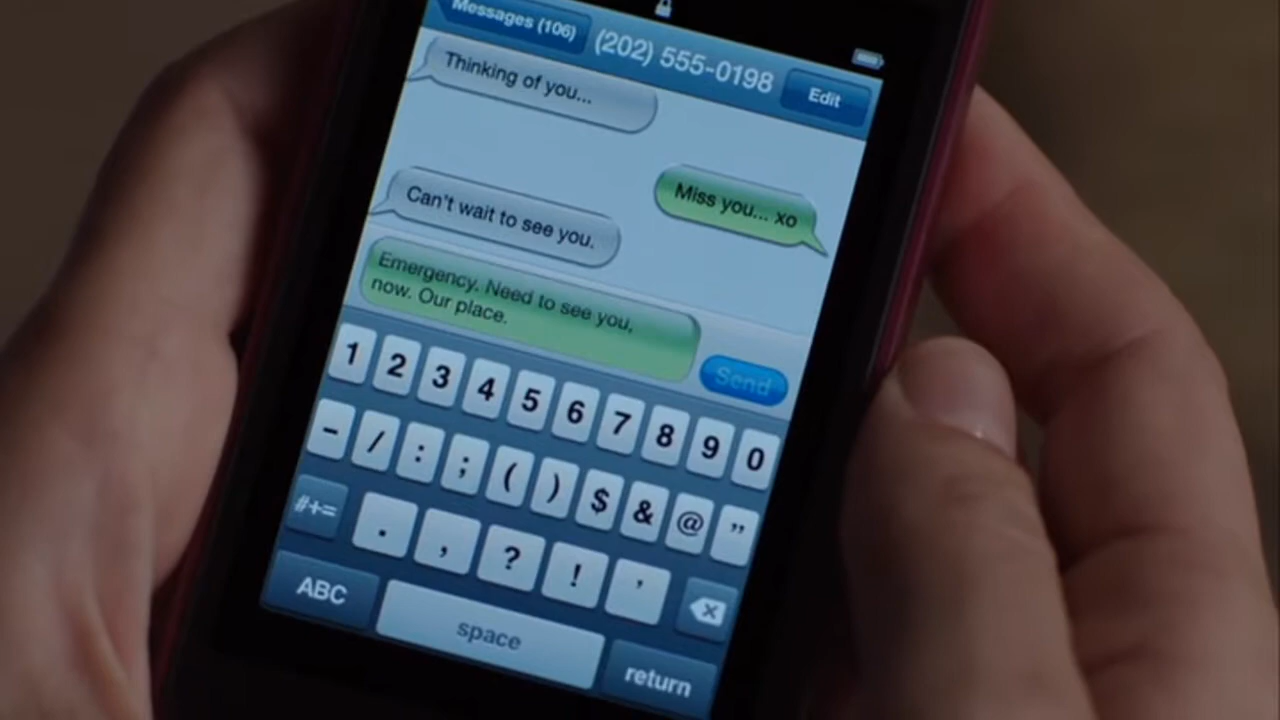 Messages (106)
(202) 555-0198
Edit
Thinking of you...
Miss you... xo
Can't wait to see you.
Emergency. Need to see you,
now. Our place.
Send
1 2 3 4 5 6 7 8 9 0
- / : ; ( ) $ & @ "
#+= . , ? ! '
ABC space return